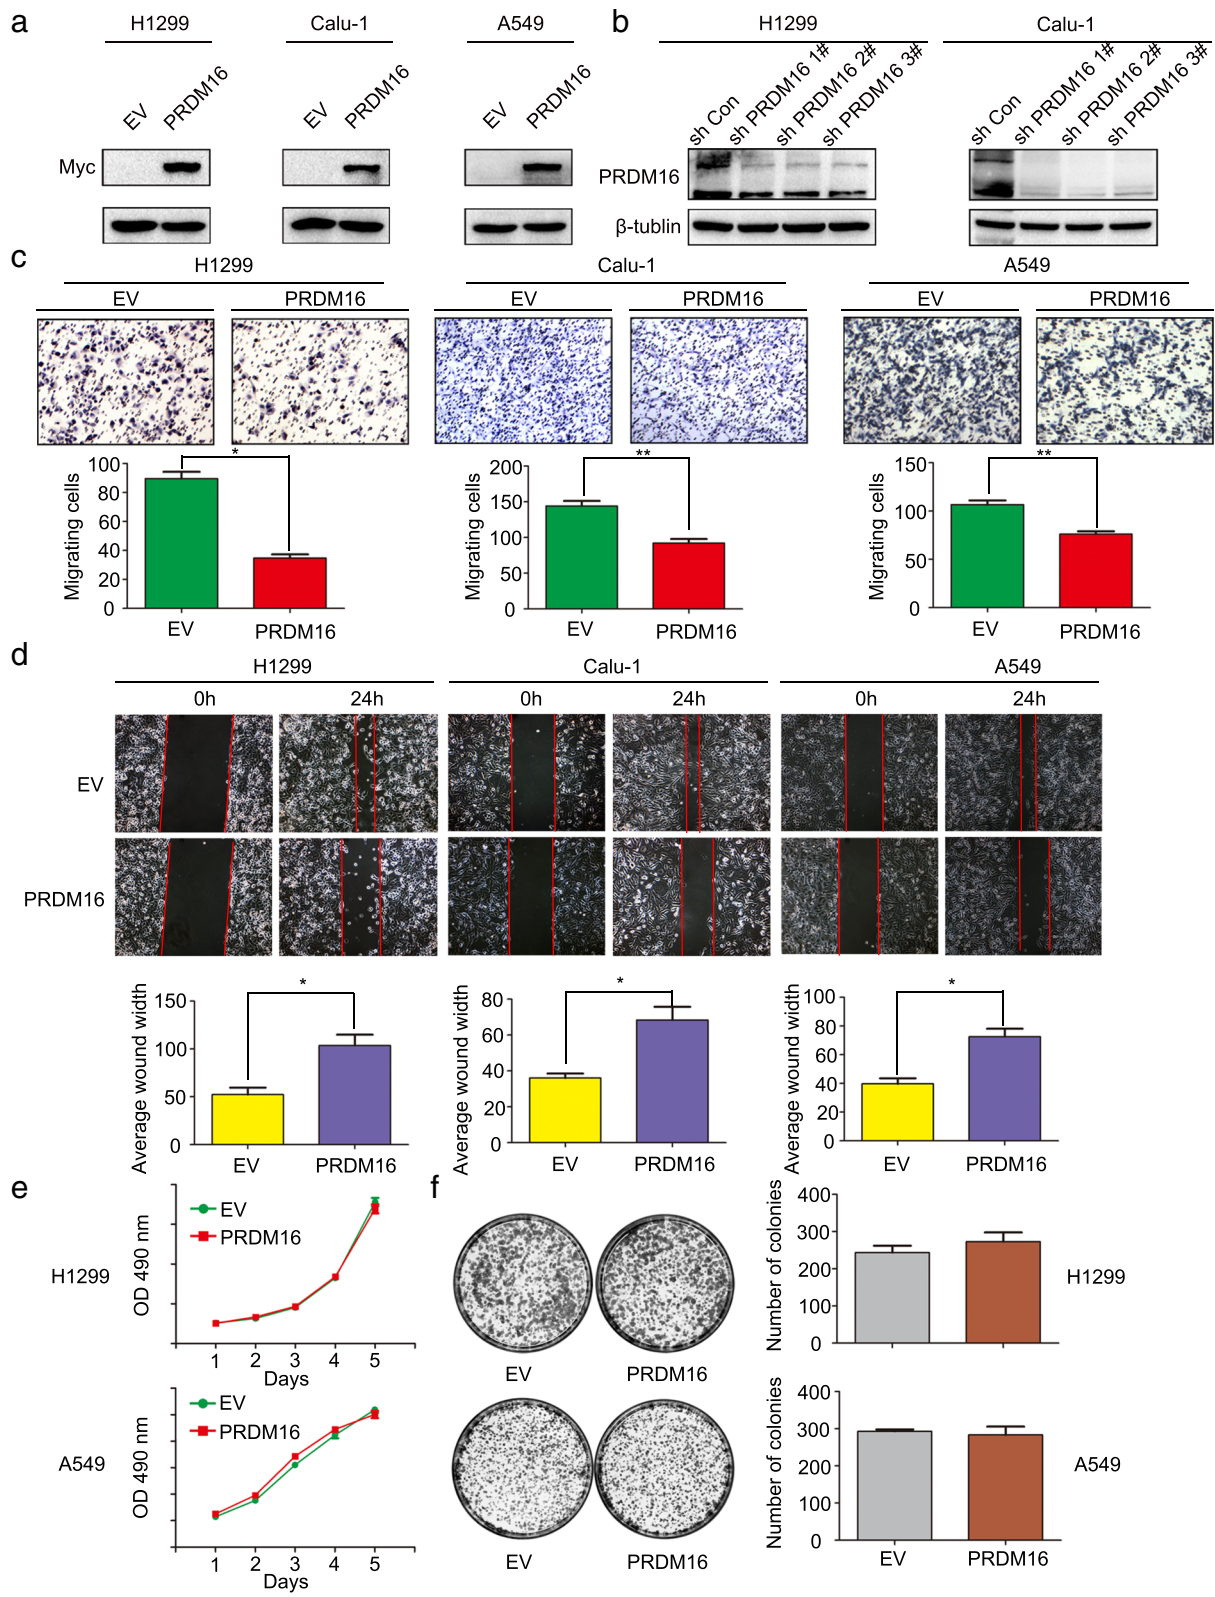 a
H1299
Calu-1
A549
EV
PRDM16
EV
PRDM16
EV
PRDM16
Myc
b
H1299
Calu-1
sh Con
sh PRDM16 1#
sh PRDM16 2#
sh PRDM16 3#
sh Con
sh PRDM16 1#
sh PRDM16 2#
sh PRDM16 3#
PRDM16
β-tublin
c
H1299
Calu-1
A549
EV
PRDM16
EV
PRDM16
EV
PRDM16
Migrating cells
100
80
60
40
20
0
*
EV
PRDM16
Migrating cells
200
150
100
50
0
**
EV
PRDM16
Migrating cells
150
100
50
0
**
EV
PRDM16
d
H1299
Calu-1
A549
0h
24h
0h
24h
0h
24h
EV
PRDM16
Average wound width
150
100
50
0
*
EV
PRDM16
Average wound width
80
60
40
20
0
*
EV
PRDM16
Average wound width
100
80
60
40
20
0
*
EV
PRDM16
e
H1299
OD 490 nm
EV
PRDM16
1 2 3 4 5
Days
A549
OD 490 nm
EV
PRDM16
1 2 3 4 5
Days
f
EV
PRDM16
EV
PRDM16
Number of colonies
400
300
200
100
0
H1299
Number of colonies
400
300
200
100
0
A549
EV
PRDM16